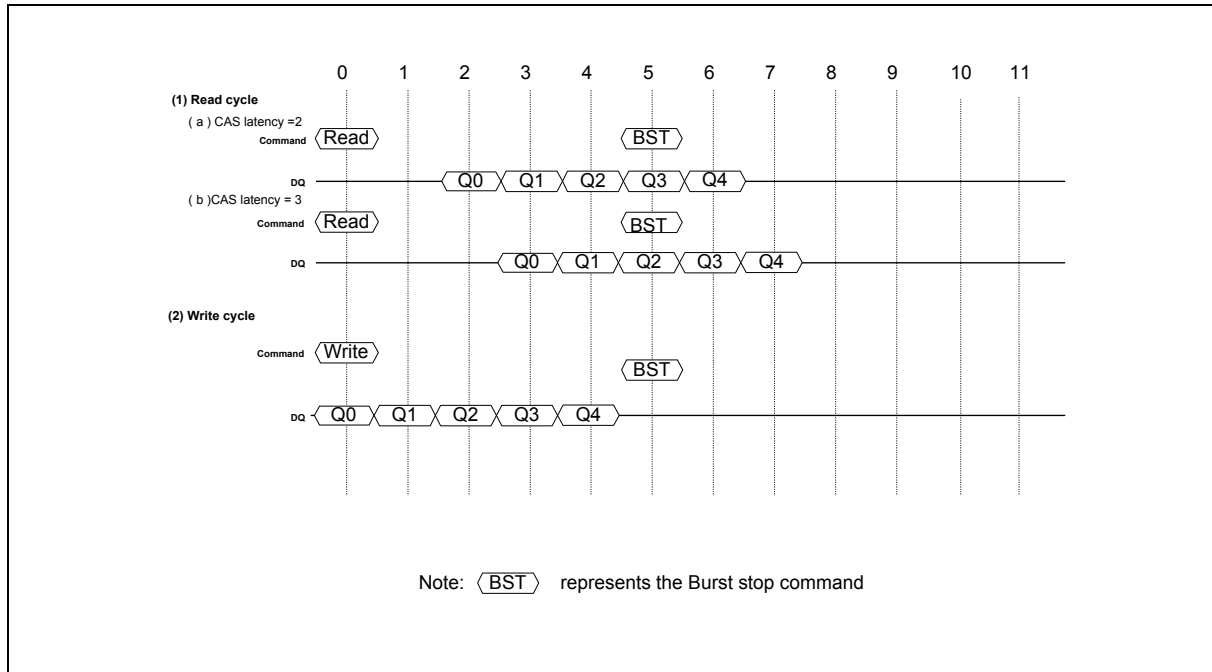 0 1 2 3 4 5 6 7 8 9 10 11
(1) Read cycle
( a ) CAS latency =2
Command Read BST
DQ Q0 Q1 Q2 Q3 Q4
( b )CAS latency = 3
Command Read BST
DQ Q0 Q1 Q2 Q3 Q4
(2) Write cycle
Command Write BST
DQ Q0 Q1 Q2 Q3 Q4
Note: BST represents the Burst stop command